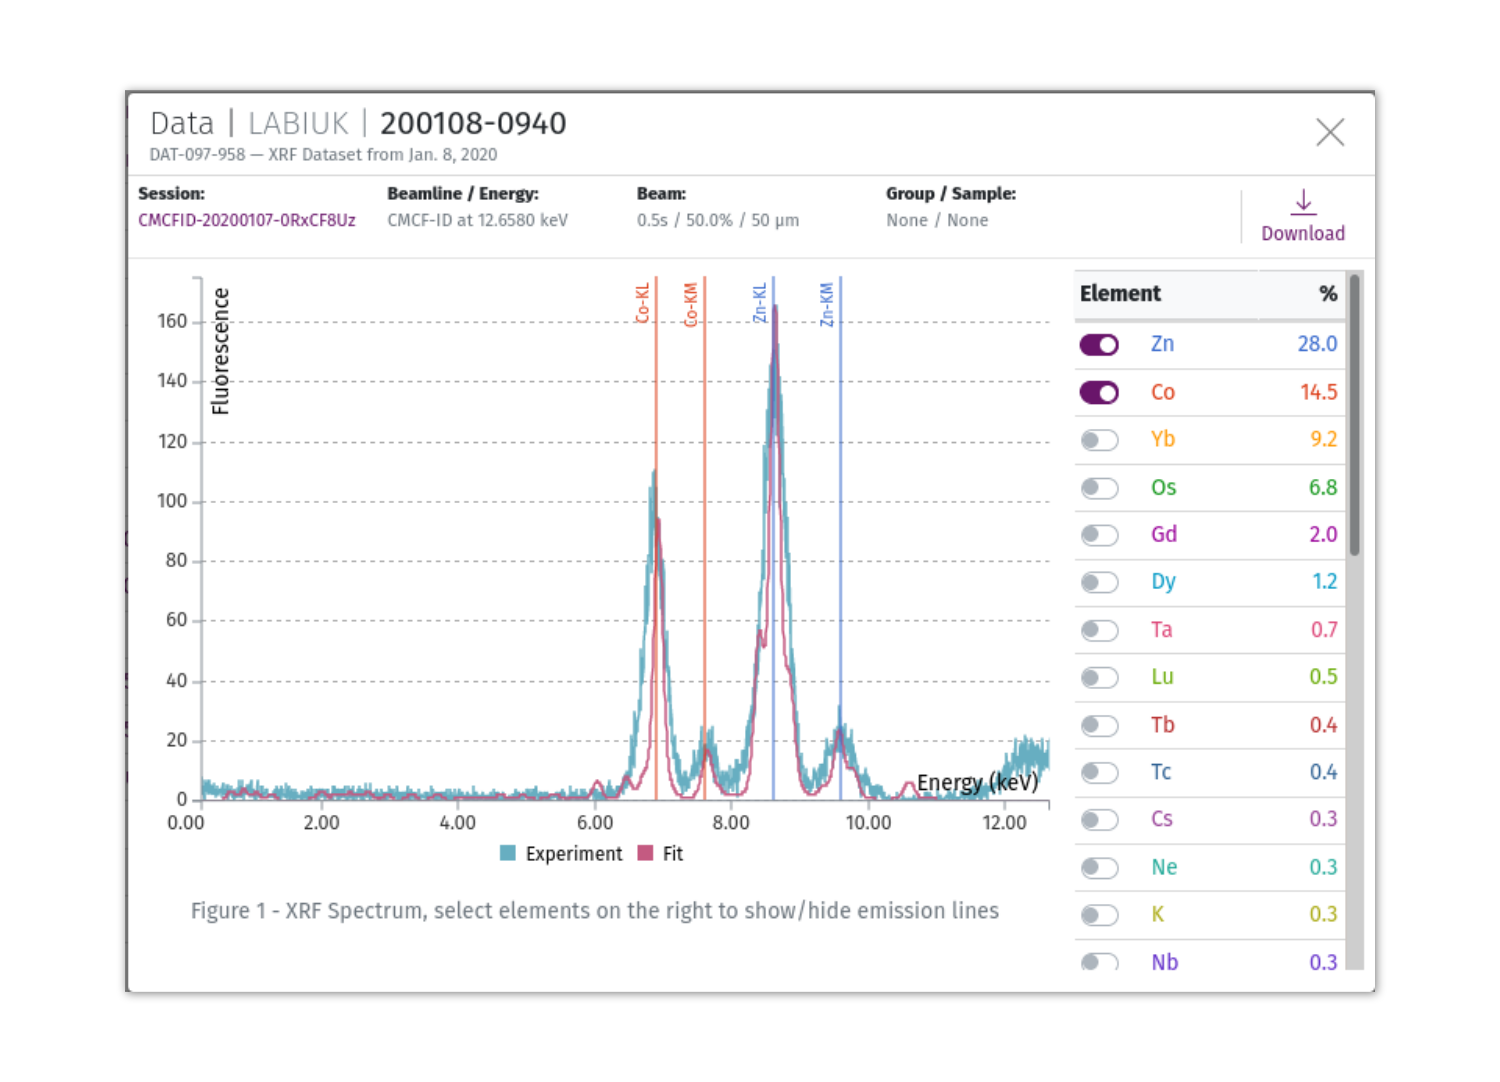 Data | LABIUK | 200108-0940
DAT-097-958 — XRF Dataset from Jan. 8, 2020
Session:
CMCFID-20200107-0RxCF8Uz
Beamline / Energy:
CMCF-ID at 12.6580 keV
Beam:
0.5s / 50.0% / 50 µm
Group / Sample:
None / None
Download
Fluorescence
160
140
120
100
80
60
40
20
0
Co-KL
Co-KM
Zn-KL
Zn-KM
Energy (keV)
0.00 2.00 4.00 6.00 8.00 10.00 12.00
Experiment Fit
Figure 1 - XRF Spectrum, select elements on the right to show/hide emission lines
Element %
Zn 28.0
Co 14.5
Yb 9.2
Os 6.8
Gd 2.0
Dy 1.2
Ta 0.7
Lu 0.5
Tb 0.4
Tc 0.4
Cs 0.3
Ne 0.3
K 0.3
Nb 0.3